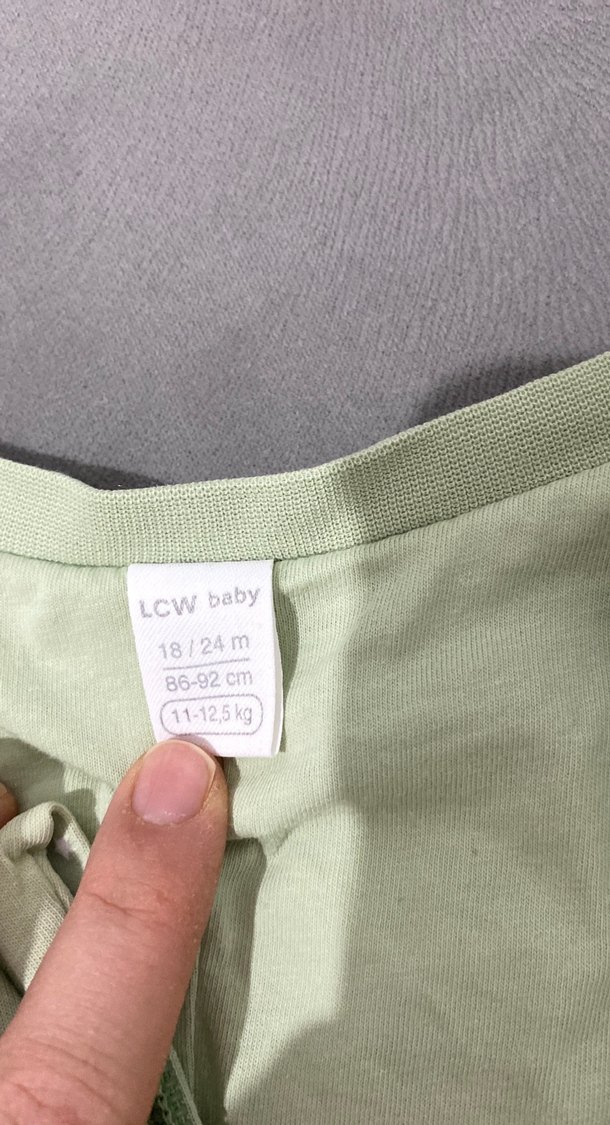 LCW baby
18 / 24 m
86-92 cm
11-12,5 kg